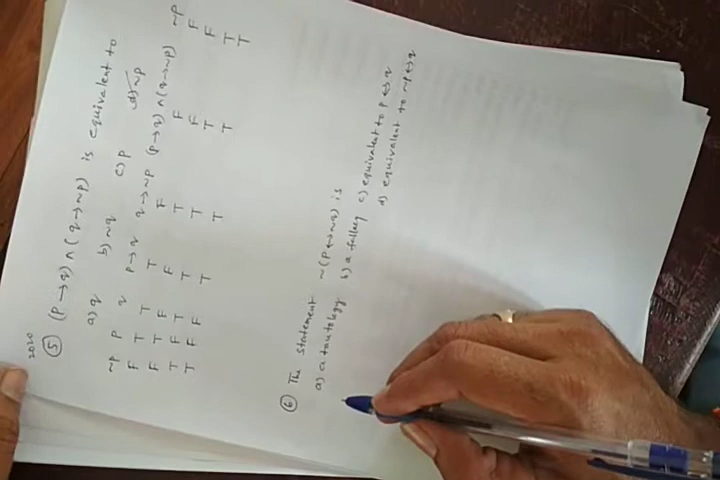 2020
⑤ (p → q) ∧ (q → ~p) is equivalent to
a) q b) ~q c) p d) ~p
~p p q p→q q→~p (p→q) ∧ (q→~p) ~p
F T T T F F F
F T F F T F F
T F T T T T T
T F F T T T T
⑥ The statement ~(p↔~q) is
a) a tautology b) a fallacy c) equivalent to p↔q
d) equivalent to ~p↔q